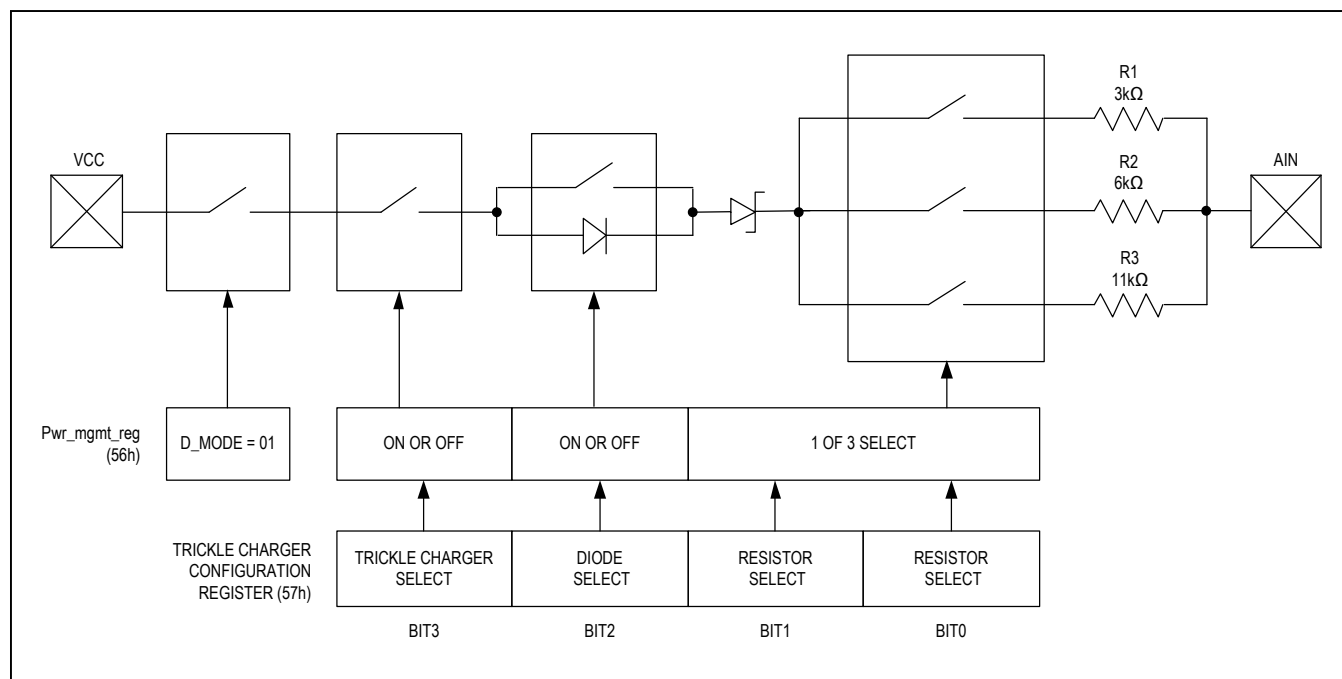 R1
3kΩ
VCC
R2
6kΩ
AIN
R3
11kΩ
Pwr_mgmt_reg
(56h)
D_MODE = 01
ON OR OFF
ON OR OFF
1 OF 3 SELECT
TRICKLE CHARGER
CONFIGURATION
REGISTER (57h)
TRICKLE CHARGER
SELECT
DIODE
SELECT
RESISTOR
SELECT
RESISTOR
SELECT
BIT3
BIT2
BIT1
BIT0